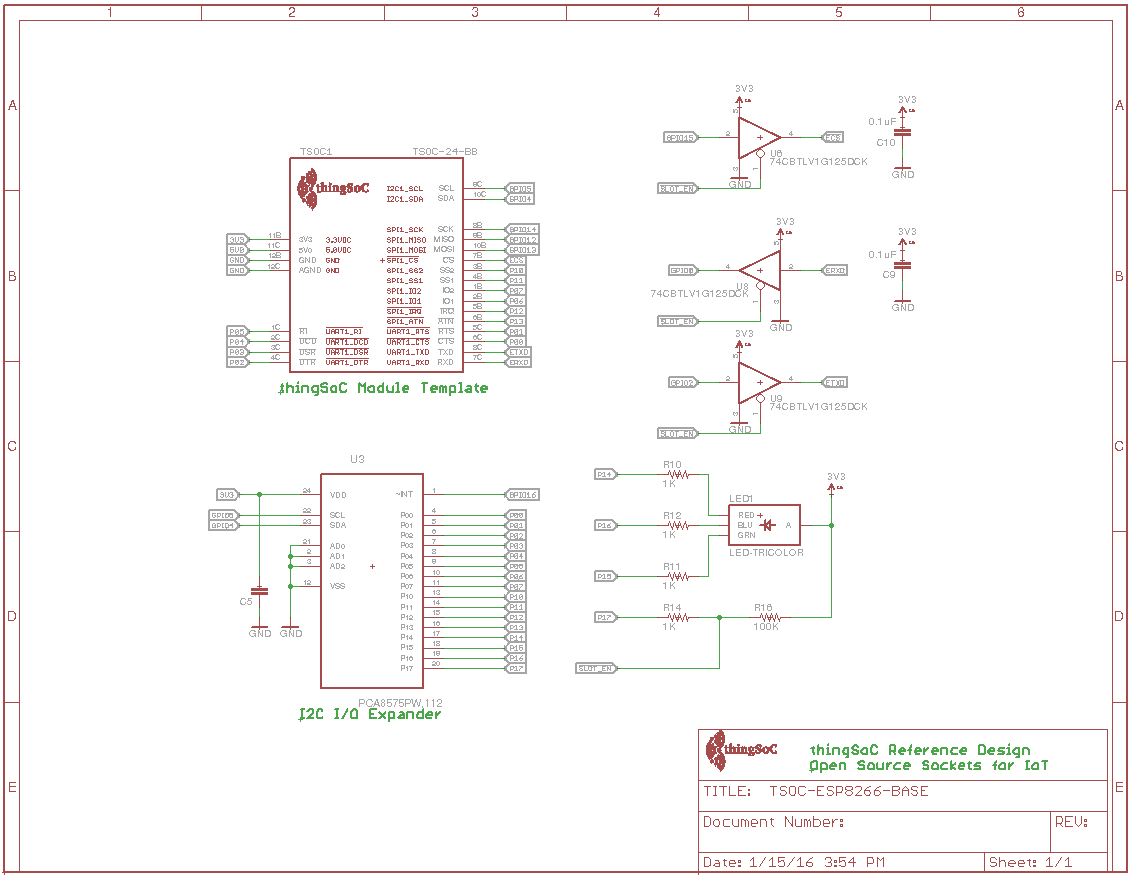 1 2 3 4 5 6
A A
B B
C C
D D
E E
TSOC1 TSOC-24-BB
thingSoC
I2C1_SCL SCL 9C GPIO5
I2C1_SDA SDA 10C GPIO4
SPI1_SCK SCK 8B GPIO14
3V3 11B 3V3 3.3VDC SPI1_MISO MISO 9B GPIO12
5V0 11C 5V0 5.0VDC SPI1_MOSI MOSI 10B GPIO13
GND 12B GND GND SPI1_CS CS 7B ECS
GND 12C AGND GND SPI1_SS2 SS2 3B P10
SPI1_SS1 SS1 4B P11
SPI1_IO2 IO2 1B P07
SPI1_IO1 IO1 2B P06
SPI1_IRQ IRQ 5B P12
SPI1_ATN ATN 6B P13
P05 1C RI UART1_RI UART1_RTS RTS 5C P01
P04 2C DCD UART1_DCD UART1_CTS CTS 6C P00
P03 3C DSR UART1_DSR UART1_TXD TXD 8C ETXD
P02 4C DTR UART1_DTR UART1_RXD RXD 7C ERXD
thingSoC Module Template
3V3
5
GPIO15 2 4 ECS
U6
74CBTLV1G125DCK
3 1
GND
SLOT_EN
3V3
0.1uF
C10
GND
3V3
5
GPIO0 4 2 ERXD
U8
74CBTLV1G125DCK
1 3
SLOT_EN
GND
3V3
0.1uF
C9
GND
3V3
5
GPIO2 2 4 ETXD
U9
74CBTLV1G125DCK
3 1
GND
SLOT_EN
U3
3V3 24 VDD ~INT 1 GPIO16
GPIO5 22 SCL P00 4 P00
GPIO4 23 SDA P01 5 P01
P02 6 P02
21 AD0 P03 7 P03
2 AD1 P04 8 P04
3 AD2 P05 9 P05
P06 10 P06
12 VSS P07 11 P07
P10 13 P10
P11 14 P11
P12 15 P12
P13 16 P13
P14 17 P14
P15 18 P15
P16 19 P16
P17 20 P17
C5
GND GND
PCA8575PW,112
I2C I/O Expander
P14 R10
1K
P16 R12
1K
P15 R11
1K
P17 R14 R16
1K 100K
SLOT_EN
LED1
RED
BLU A
GRN
LED-TRICOLOR
3V3
thingSoC
thingSoC Reference Design
Open Source Sockets for IoT
TITLE: TSOC-ESP8266-BASE
Document Number:
REV:
Date: 1/15/16 3:54 PM
Sheet: 1/1